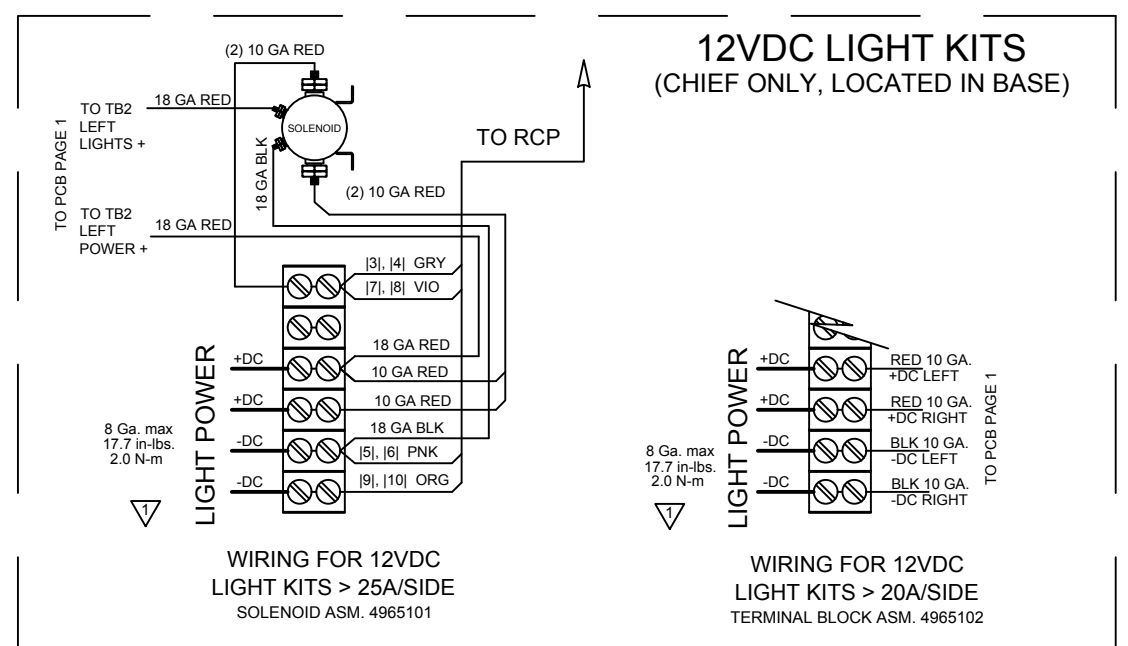 12VDC LIGHT KITS
(CHIEF ONLY, LOCATED IN BASE)
(2) 10 GA RED
TO PCB PAGE 1
TO TB2
LEFT
LIGHTS +
18 GA RED
SOLENOID
18 GA BLK
(2) 10 GA RED
TO RCP
TO TB2
LEFT
POWER +
18 GA RED
|3|, |4| GRY
|7|, |8| VIO
LIGHT POWER
+DC
18 GA RED
10 GA RED
+DC
10 GA RED
-DC
18 GA BLK
|5|, |6| PNK
-DC
|9|, |10| ORG
8 Ga. max
17.7 in-lbs.
2.0 N-m
1
WIRING FOR 12VDC
LIGHT KITS > 25A/SIDE
SOLENOID ASM. 4965101
LIGHT POWER
+DC
RED 10 GA.
+DC LEFT
+DC
RED 10 GA.
+DC RIGHT
-DC
BLK 10 GA.
-DC LEFT
-DC
BLK 10 GA.
-DC RIGHT
TO PCB PAGE 1
8 Ga. max
17.7 in-lbs.
2.0 N-m
1
WIRING FOR 12VDC
LIGHT KITS > 20A/SIDE
TERMINAL BLOCK ASM. 4965102